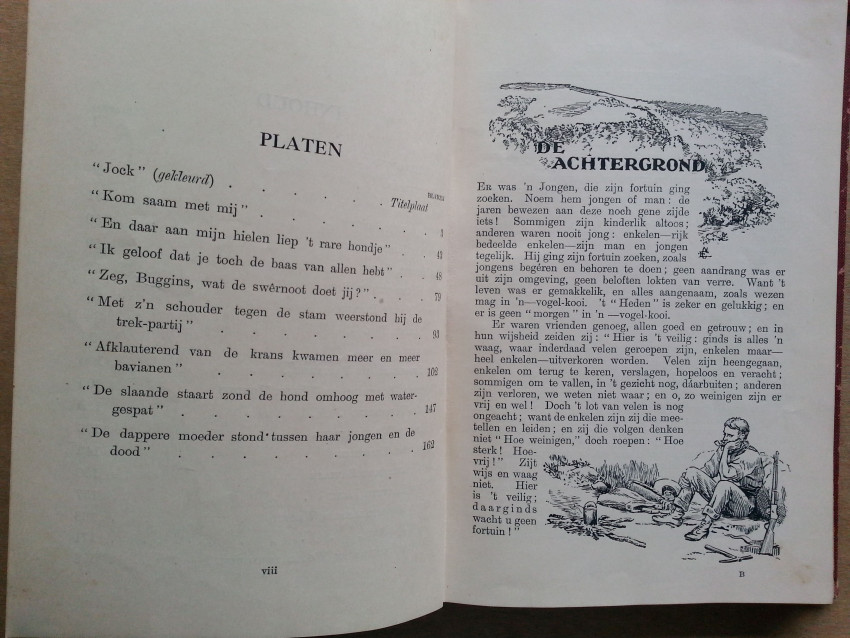 PLATEN
BLADZ.
"Jock" (gekleurd) . . . . . Titelplaat
"Kom saam met mij" . . . . . 3
"En daar aan mijn hielen liep 't rare hondje" . 43
"Ik geloof dat je toch de baas van allen hebt" . . 48
"Zeg, Buggins, wat de swêrnoot doet jij?" . . . 79
"Met z'n schouder tegen de stam weerstond hij de
trek-partij" . . . . . . 93
"Afklauterend van de krans kwamen meer en meer
bavianen" . . . . . . 102
"De slaande staart zond de hond omhoog met water-
gespat" . . . . . . 147
"De dappere moeder stond tussen haar jongen en de
dood" . . . . . . 162
viii
DE
ACHTERGROND
ER was 'n Jongen, die zijn fortuin ging
zoeken. Noem hem jongen of man: de
jaren bewezen aan deze noch gene zijde
iets! Sommigen zijn kinderlik altoos;
anderen waren nooit jong: enkelen—rijk
bedeelde enkelen—zijn man en jongen
tegelijk. Hij ging zijn fortuin zoeken, zoals
jongens begéren en behoren te doen; geen aandrang was er
uit zijn omgeving, geen beloften lokten van verre. Want 't
leven was er gemakkelik, en alles aangenaam, zoals wezen
mag in 'n—vogel-kooi. 't "Heden" is zeker en gelukkig; en
er is geen "morgen" in 'n—vogel-kooi.
Er waren vrienden genoeg, allen goed en getrouw; en in
hun wijsheid zeiden zij: "Hier is 't veilig: ginds is alles 'n
waag, waar inderdaad velen geroepen zijn, enkelen maar—
heel enkelen—uitverkoren worden. Velen zijn heengegaan,
enkelen om terug te keren, verslagen, hopeloos en veracht;
sommigen om te vallen, in 't gezicht nog, dáarbuiten; anderen
zijn verloren, we weten niet waar; en o, zo weinigen zijn er
vrij en wel! Doch 't lot van velen is nog
ongeacht; want de enkelen zijn zij die mee-
tellen en leiden; en zij die volgen denken
niet "Hoe weinigen," doch roepen: "Hoe
sterk! Hoe-
vrij!" Zijt
wijs en waag
niet. Hier
is 't veilig;
daarginds
wacht u geen
fortuin!"
B